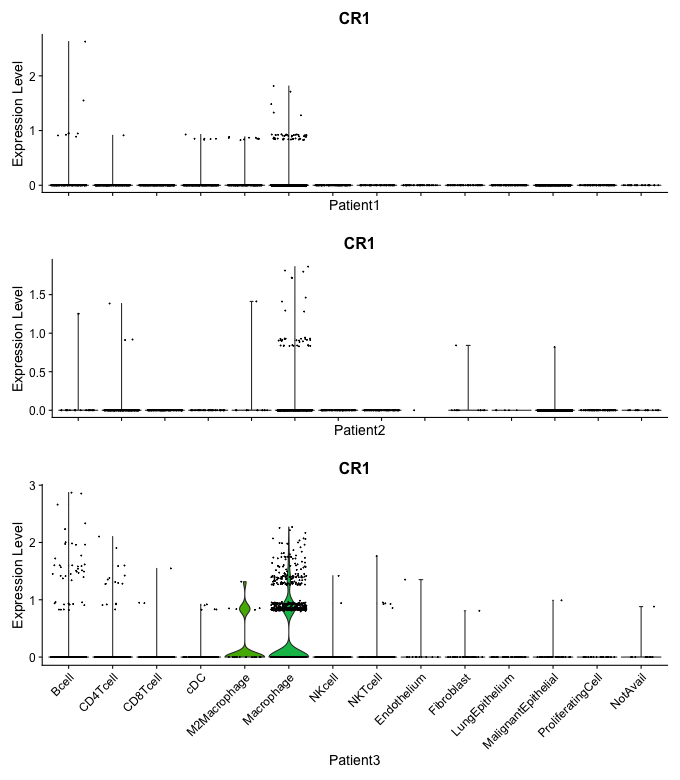 CR1
Expression Level
2
1
0
Patient1
CR1
Expression Level
1.5
1.0
0.5
0.0
Patient2
CR1
Expression Level
3
2
1
0
Bcell
CD4Tcell
CD8Tcell
cDC
M2Macrophage
Macrophage
NKcell
NKTcell
Endothelium
Fibroblast
LungEpithelium
MalignantEpithelial
ProliferatingCell
NotAvail
Patient3